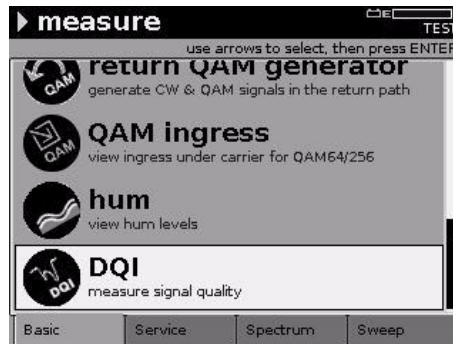 measure
E
TEST
use arrows to select, then press ENTER
return QAM generator
QAM
generate CW & QAM signals in the return path
QAM ingress
QAM
view ingress under carrier for QAM64/256
hum
view hum levels
DQI
DQI
measure signal quality
Basic Service Spectrum Sweep